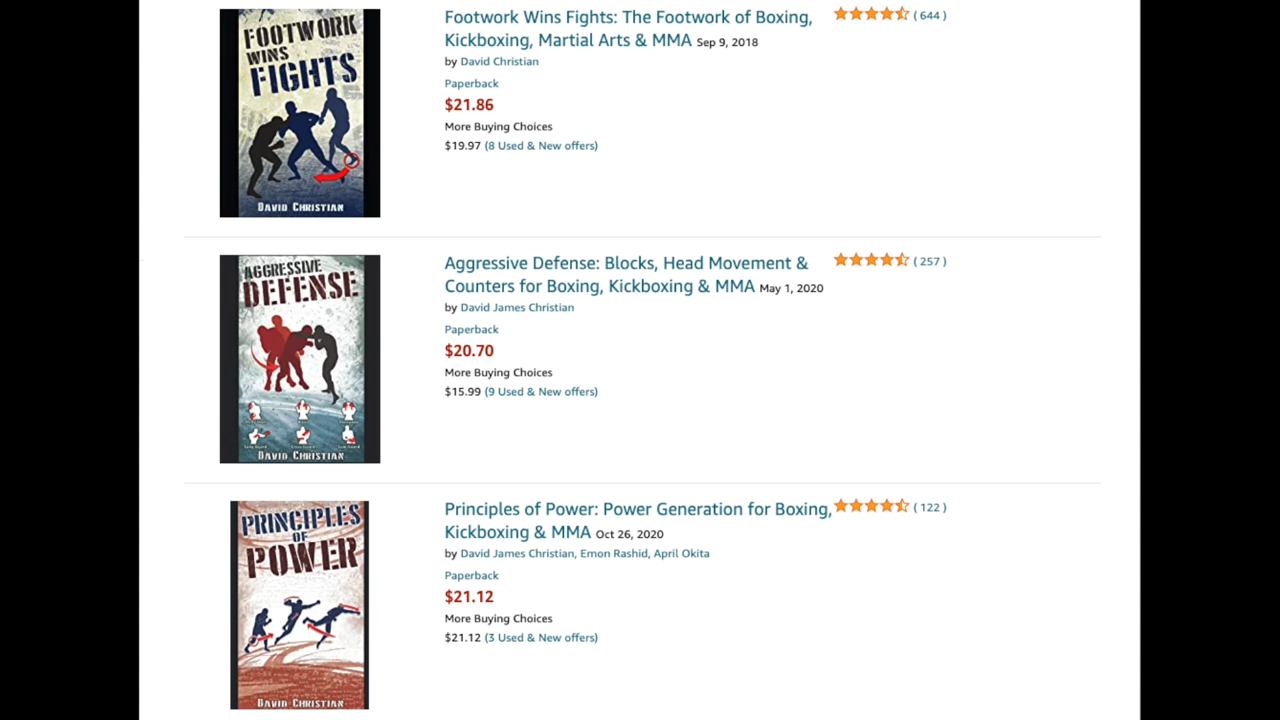 FOOTWORK
WINS
FIGHTS
DAVID CHRISTIAN
Footwork Wins Fights: The Footwork of Boxing,
Kickboxing, Martial Arts & MMA Sep 9, 2018
by David Christian
Paperback
$21.86
More Buying Choices
$19.97 (8 Used & New offers)
( 644 )
AGGRESSIVE
DEFENSE
DAVID CHRISTIAN
Aggressive Defense: Blocks, Head Movement &
Counters for Boxing, Kickboxing & MMA May 1, 2020
by David James Christian
Paperback
$20.70
More Buying Choices
$15.99 (9 Used & New offers)
( 257 )
PRINCIPLES
OF
POWER
DAVID CHRISTIAN
Principles of Power: Power Generation for Boxing,
Kickboxing & MMA Oct 26, 2020
by David James Christian, Emon Rashid, April Okita
Paperback
$21.12
More Buying Choices
$21.12 (3 Used & New offers)
( 122 )